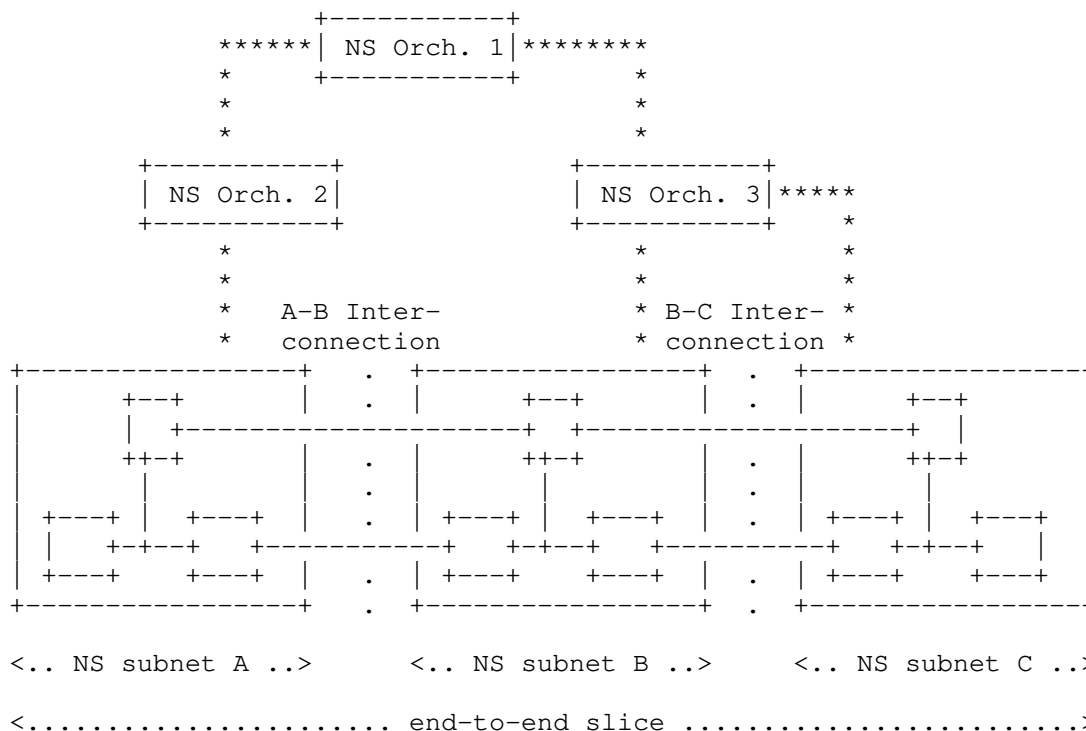 NS Orch. 1
NS Orch. 2 NS Orch. 3
A-B Inter- B-C Inter-
connection connection
<.. NS subnet A ..> <.. NS subnet B ..> <.. NS subnet C ..>
<....................... end-to-end slice .........................>